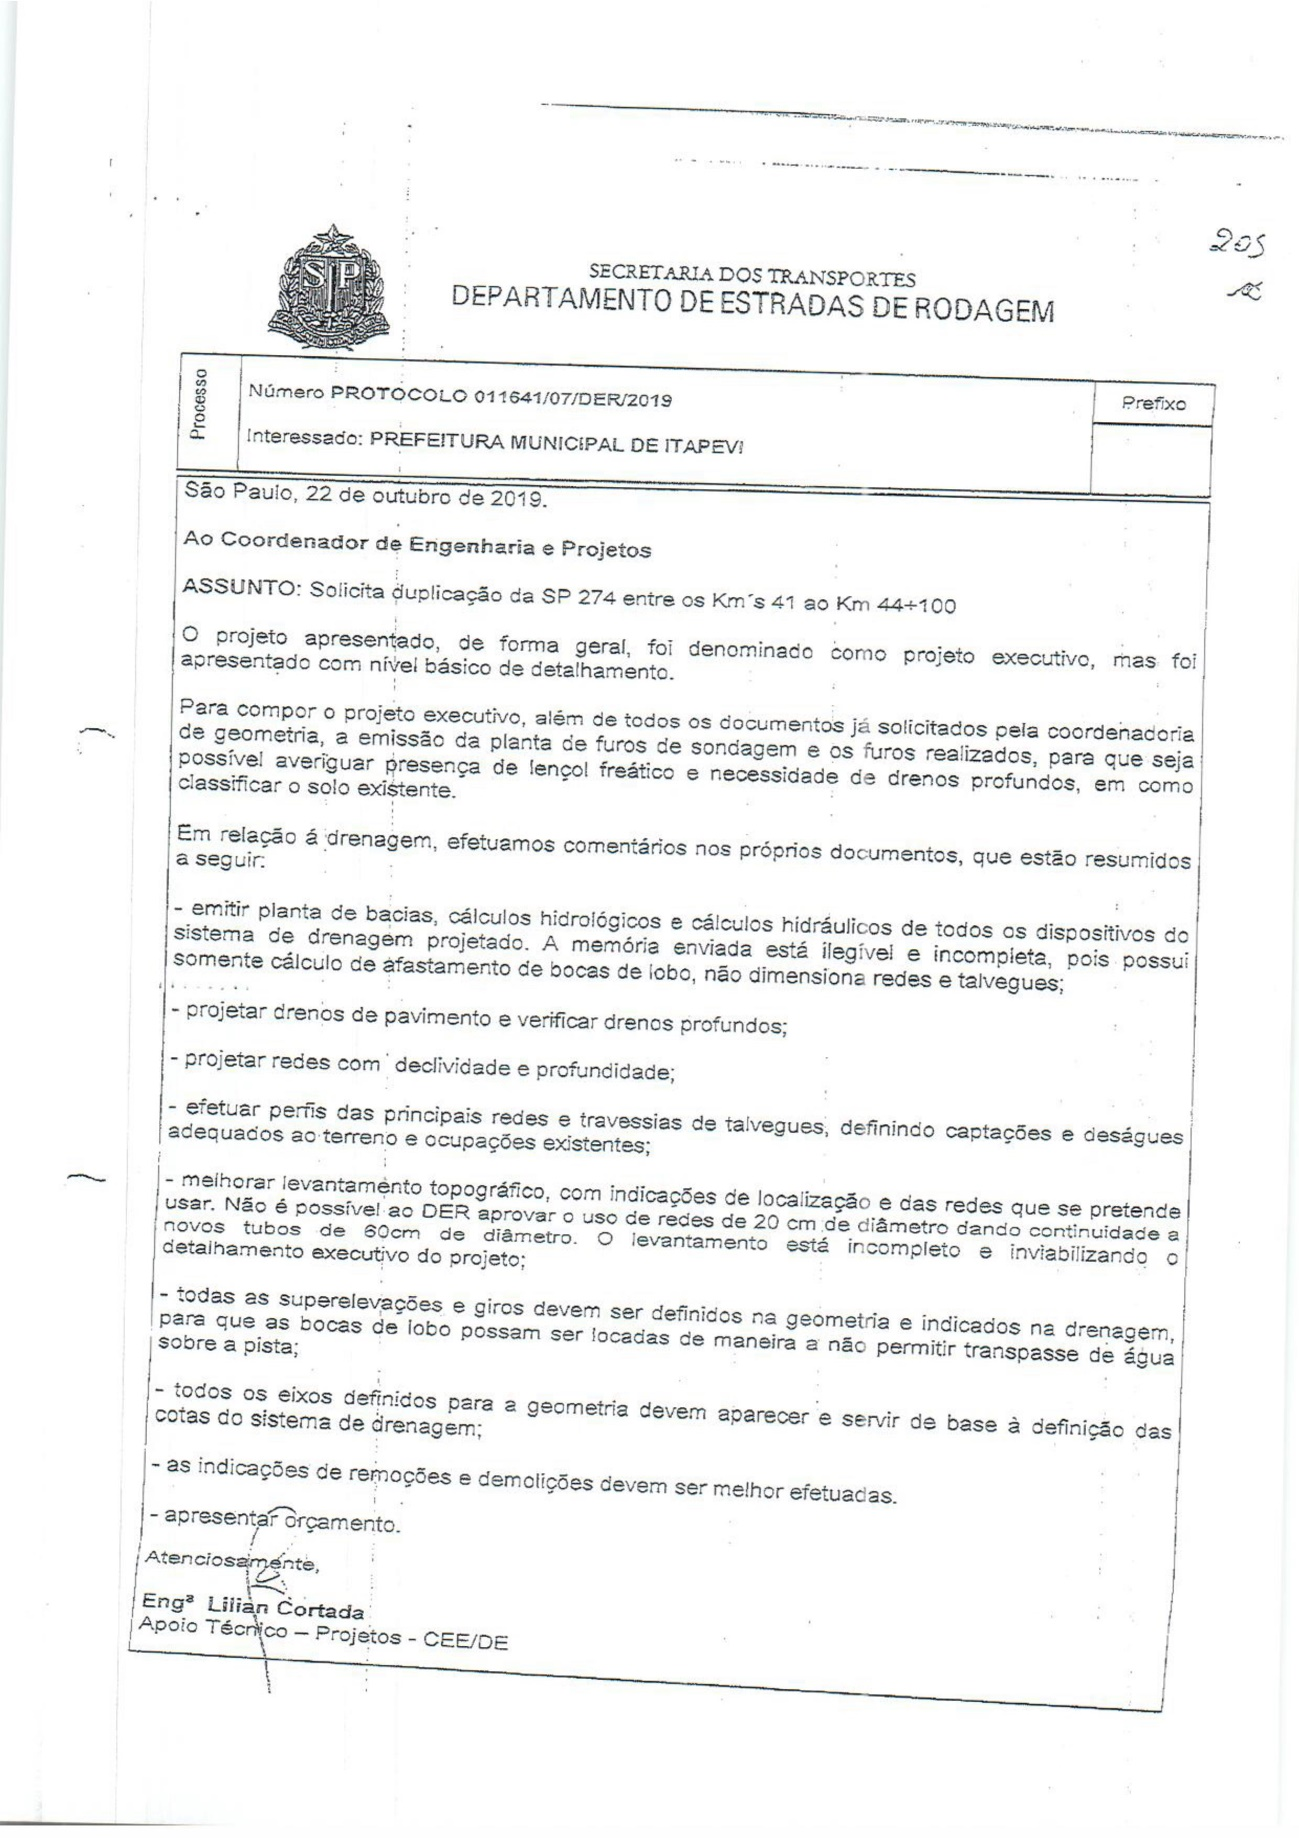 205
SP
SECRETARIA DOS TRANSPORTES
DEPARTAMENTO DE ESTRADAS DE RODAGEM
Processo
Número PROTOCOLO 011641/07/DER/2019
Prefixo
Interessado: PREFEITURA MUNICIPAL DE ITAPEVI
São Paulo, 22 de outubro de 2019.
Ao Coordenador de Engenharia e Projetos
ASSUNTO: Solicita duplicação da SP 274 entre os Km´s 41 ao Km 44÷100
O projeto apresentado, de forma geral, foi denominado como projeto executivo, mas foi
apresentado com nível básico de detalhamento.
Para compor o projeto executivo, além de todos os documentos já solicitados pela coordenadoria
de geometria, a emissão da planta de furos de sondagem e os furos realizados, para que seja
possível averiguar presença de lençol freático e necessidade de drenos profundos, em como
classificar o solo existente.
Em relação á drenagem, efetuamos comentários nos próprios documentos, que estão resumidos
a seguir:
- emitir planta de bacias, cálculos hidrológicos e cálculos hidráulicos de todos os dispositivos do
sistema de drenagem projetado. A memória enviada está ilegível e incompleta, pois possui
somente cálculo de afastamento de bocas de lobo, não dimensiona redes e talvegues;
- projetar drenos de pavimento e verificar drenos profundos;
- projetar redes com declividade e profundidade;
- efetuar perfis das principais redes e travessias de talvegues, definindo captações e deságues
adequados ao terreno e ocupações existentes;
- melhorar levantamento topográfico, com indicações de localização e das redes que se pretende
usar. Não é possível ao DER aprovar o uso de redes de 20 cm de diâmetro dando continuidade a
novos tubos de 60cm de diâmetro. O levantamento está incompleto e inviabilizando o
detalhamento executivo do projeto;
- todas as superelevações e giros devem ser definidos na geometria e indicados na drenagem,
para que as bocas de lobo possam ser locadas de maneira a não permitir transpasse de água
sobre a pista;
- todos os eixos definidos para a geometria devem aparecer e servir de base à definição das
cotas do sistema de drenagem;
- as indicações de remoções e demolições devem ser melhor efetuadas.
- apresentar orçamento.
Atenciosamente,
Engª Lilian Cortada
Apoio Técnico – Projetos - CEE/DE